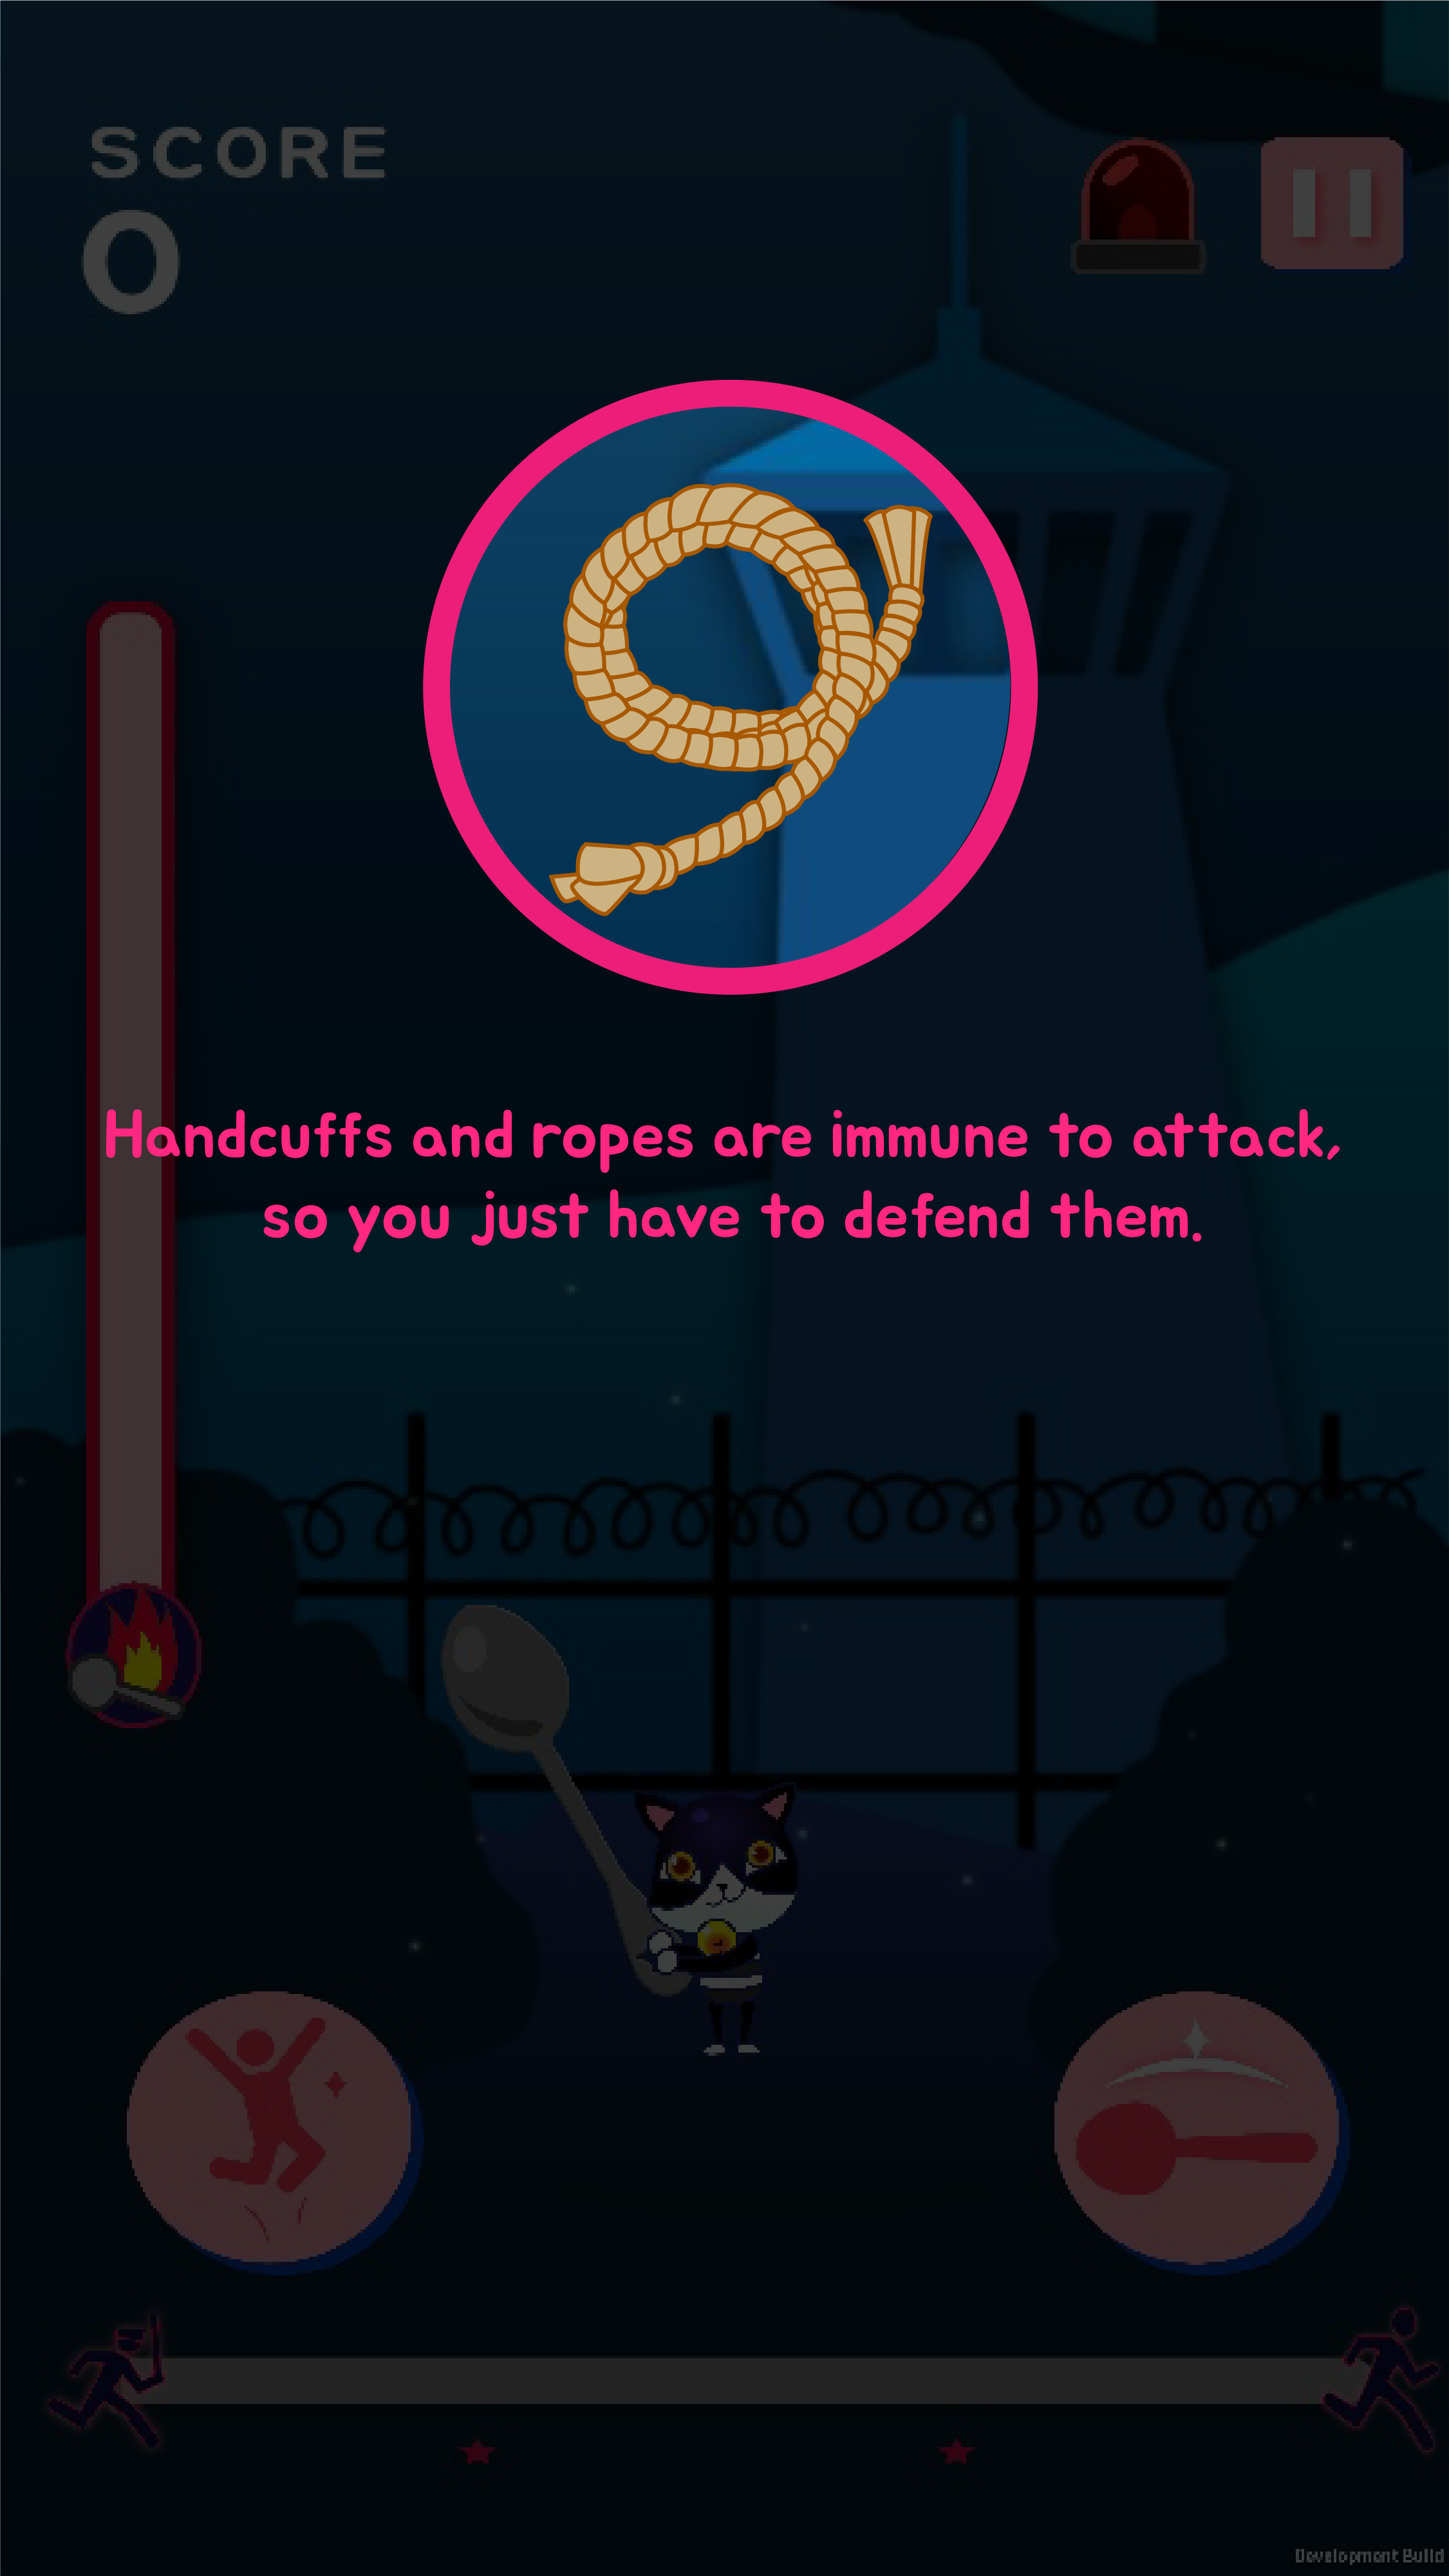 SCORE
0
Handcuffs and ropes are immune to attack,
so you just have to defend them.
Development Build